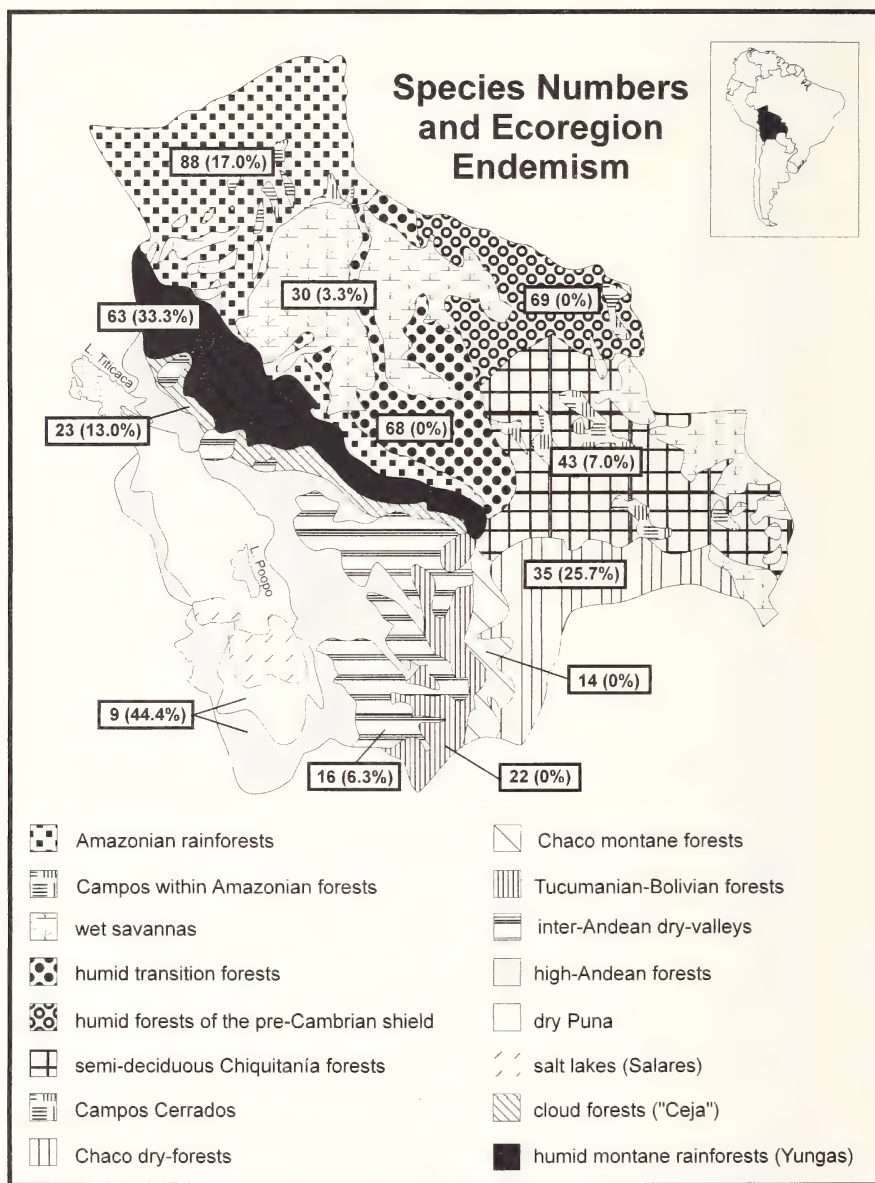 Species Numbers
and Ecoregion
Endemism
88 (17.0%)
30 (3.3%)
69 (0%)
63 (33.3%)
L. Titicaca
23 (13.0%)
68 (0%)
43 (7.0%)
35 (25.7%)
L. Poopo
14 (0%)
9 (44.4%)
16 (6.3%)
22 (0%)
Amazonian rainforests
Campos within Amazonian forests
wet savannas
humid transition forests
humid forests of the pre-Cambrian shield
semi-deciduous Chiquitanía forests
Campos Cerrados
Chaco dry-forests
Chaco montane forests
Tucumanian-Bolivian forests
inter-Andean dry-valleys
high-Andean forests
dry Puna
salt lakes (Salares)
cloud forests ("Ceja")
humid montane rainforests (Yungas)